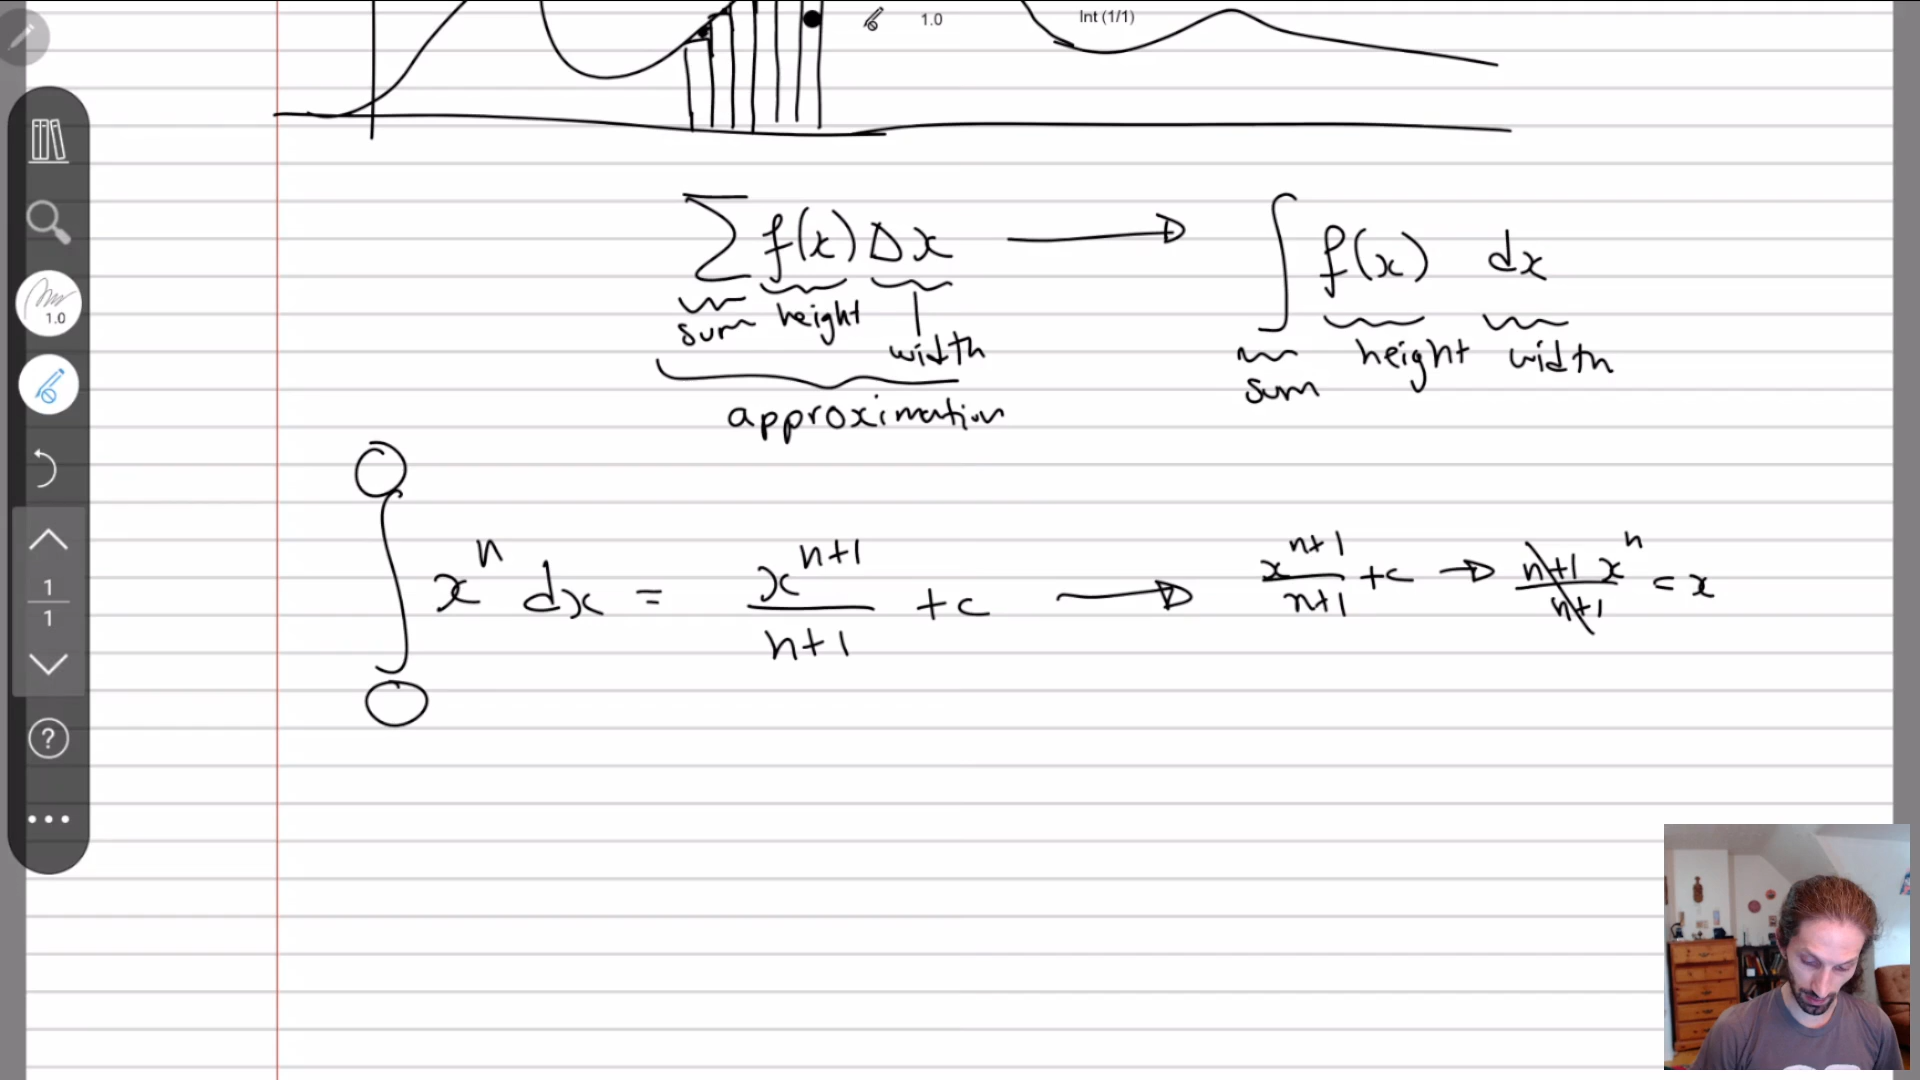 1.0 Int (1/1)
∑ f(x) Δx → ∫ f(x) dx
sum height width
sum height width
approximation
∫ x^n dx = x^(n+1)/(n+1) + c → x^(n+1)/(n+1) + c → n+1 x^n/n+1 = x
1.0
1
1
?